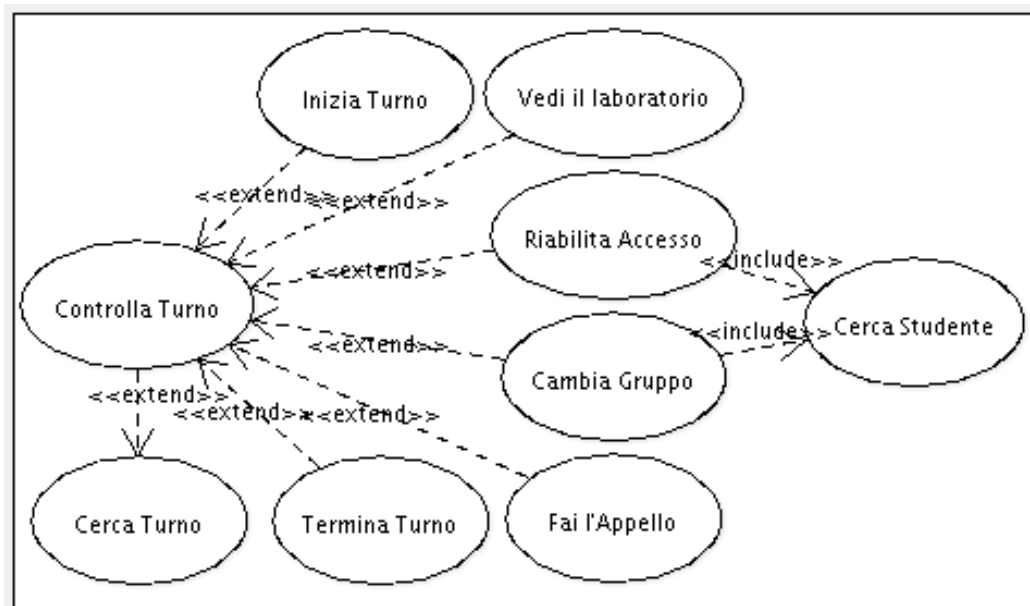 Inizia Turno
Vedi il laboratorio
<<extend>>
<<extend>>
Riabilita Accesso
<<include>>
<<extend>>
Controlla Turno
Cerca Studente
<<include>>
<<extend>>
Cambia Gruppo
<<extend>>
<<extend>>
<<extend>>
Cerca Turno
Termina Turno
Fai l'Appello